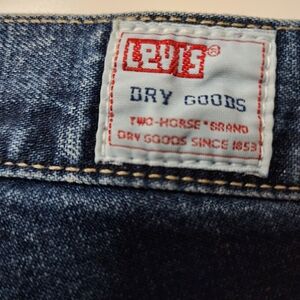 LEVI'S®
DRY GOODS
TWO-HORSE®BRAND
DRY GOODS SINCE 1853